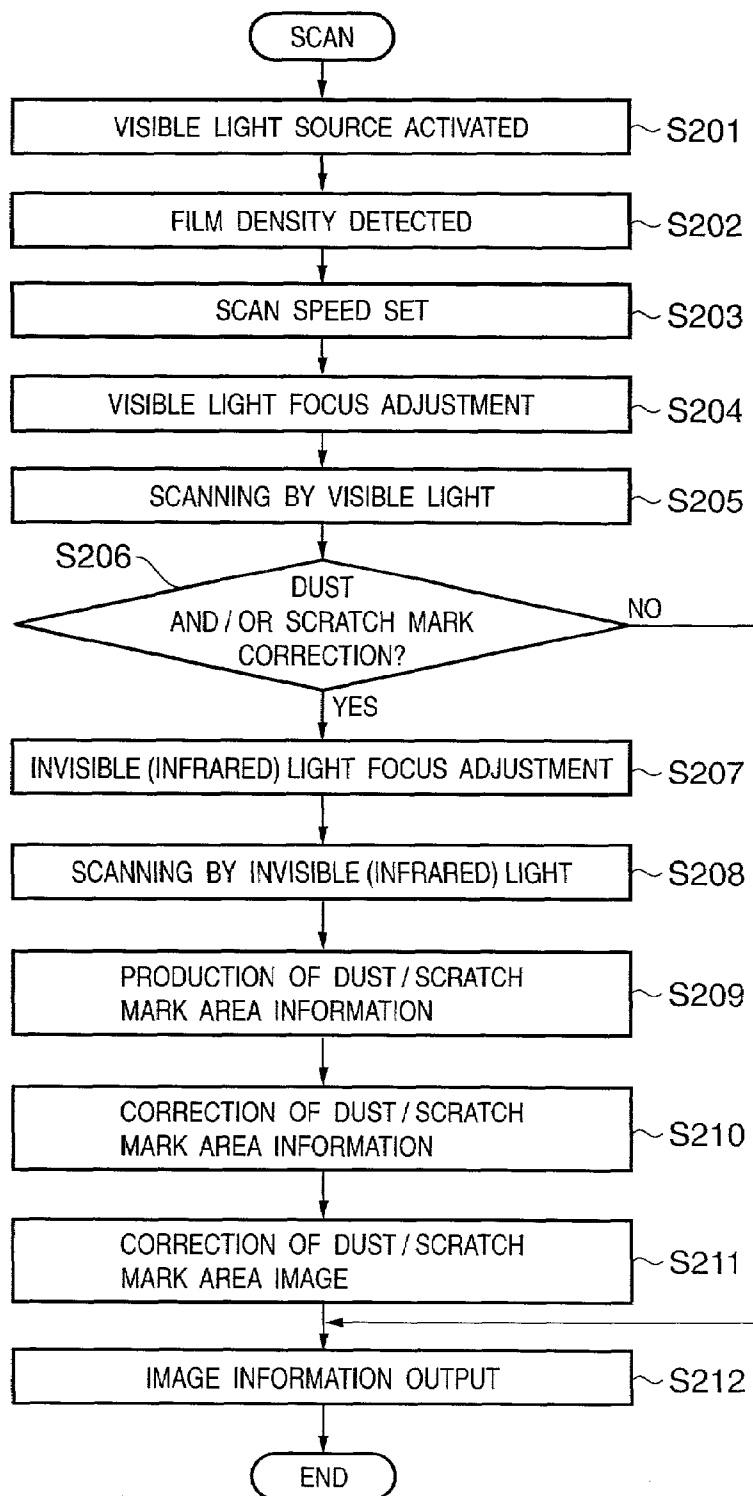 SCAN
VISIBLE LIGHT SOURCE ACTIVATED
S201
FILM DENSITY DETECTED
S202
SCAN SPEED SET
S203
VISIBLE LIGHT FOCUS ADJUSTMENT
S204
SCANNING BY VISIBLE LIGHT
S205
S206
DUST
AND/OR SCRATCH MARK
CORRECTION?
NO
YES
INVISIBLE (INFRARED) LIGHT FOCUS ADJUSTMENT
S207
SCANNING BY INVISIBLE (INFRARED) LIGHT
S208
PRODUCTION OF DUST/SCRATCH
MARK AREA INFORMATION
S209
CORRECTION OF DUST/SCRATCH
MARK AREA INFORMATION
S210
CORRECTION OF DUST/SCRATCH
MARK AREA IMAGE
S211
IMAGE INFORMATION OUTPUT
S212
END